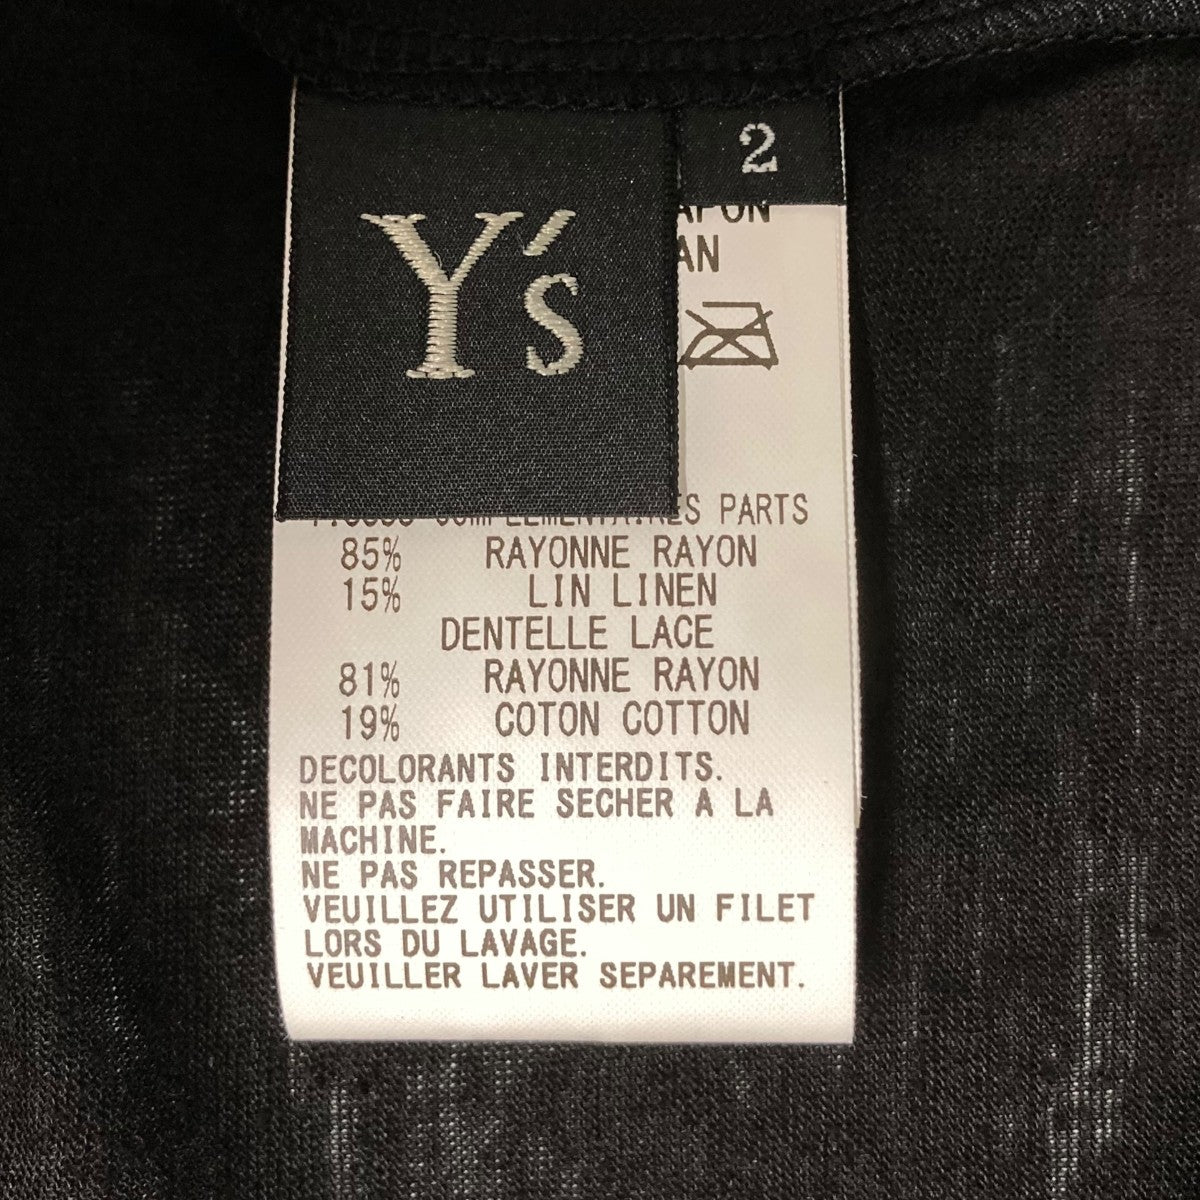 Y's
2
85% RAYONNE RAYON
15% LIN LINEN
DENTELLE LACE
81% RAYONNE RAYON
19% COTON COTTON
DECOLORANTS INTERDITS.
NE PAS FAIRE SECHER A LA
MACHINE.
NE PAS REPASSER.
VEUILLEZ UTILISER UN FILET
LORS DU LAVAGE.
VEUILLER LAVER SEPAREMENT.
PARTS